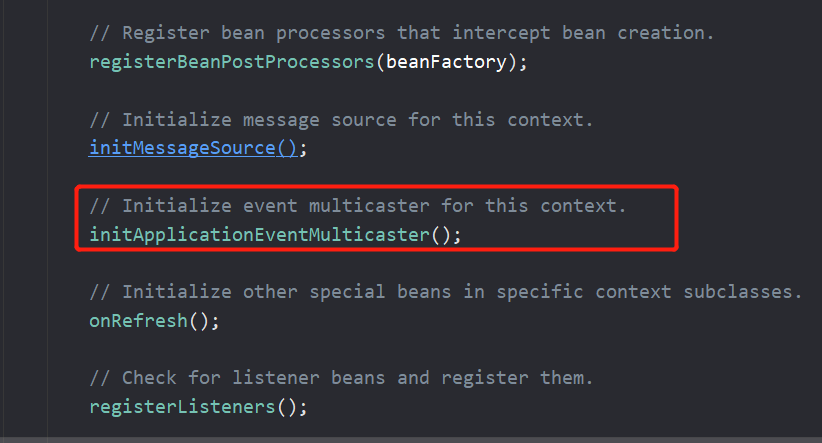 // Register bean processors that intercept bean creation.
registerBeanPostProcessors(beanFactory);
// Initialize message source for this context.
initMessageSource();
// Initialize event multicaster for this context.
initApplicationEventMulticaster();
// Initialize other special beans in specific context subclasses.
onRefresh();
// Check for listener beans and register them.
registerListeners();